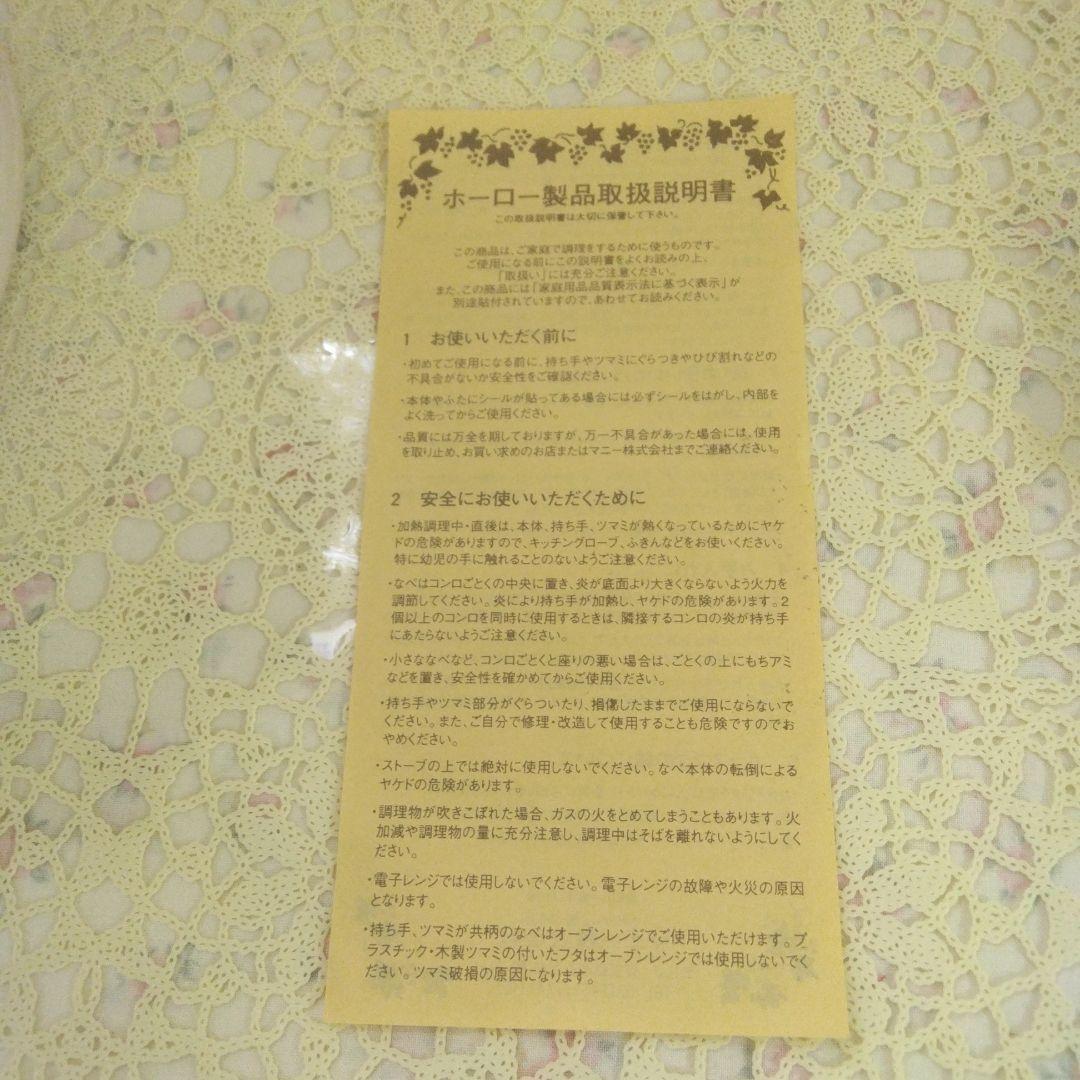 ホーロー製品取扱説明書
この取扱説明書は大切に保管して下さい。
この商品は、ご家庭で調理をするために使うものです。
ご使用になる前にこの説明書をよくお読みの上、
「取扱い」には充分ご注意ください。
また、この商品には「家庭用品品質表示法に基づく表示」が
別途貼付されていますので、あわせてお読みください。
1 お使いいただく前に
・初めてご使用になる前に、持ち手やツマミにぐらつきやひび割れなどの
不具合がないか安全性をご確認ください。
・本体やふたにシールが貼ってある場合には必ずシールをはがし、内部を
よく洗ってからご使用ください。
・品質には万全を期しておりますが、万一不具合があった場合には、使用
を取り止め、お買い求めのお店またはマニー株式会社までご連絡ください。
2 安全にお使いいただくために
・加熱調理中・直後は、本体、持ち手、ツマミが熱くなっているためにヤケ
ドの危険がありますので、キッチングローブ、ふきんなどをお使いください。
特に幼児の手に触れることのないようご注意ください。
・なべはコンロごとくの中央に置き、炎が底面より大きくならないよう火力を
調節してください。炎により持ち手が加熱し、ヤケドの危険があります。2
個以上のコンロを同時に使用するときは、隣接するコンロの炎が持ち手
にあたらないようご注意ください。
・小さななべなど、コンロごとくと座りの悪い場合は、ごとくの上にもちアミ
などを置き、安全性を確かめてからご使用ください。
・持ち手やツマミ部分がぐらついたり、損傷したままでご使用にならないで
ください。また、ご自分で修理・改造して使用することも危険ですのでお
やめください。
・ストーブの上では絶対に使用しないでください。なべ本体の転倒による
ヤケドの危険があります。
・調理物が吹きこぼれた場合、ガスの火をとめてしまうこともあります。火
加減や調理物の量に充分注意し、調理中はそばを離れないようにしてく
ださい。
・電子レンジでは使用しないでください。電子レンジの故障や火災の原因
となります。
・持ち手、ツマミが共柄のなべはオーブンレンジでご使用いただけます。プ
ラスチック・木製ツマミの付いたフタはオーブンレンジでは使用しないでく
ださい。ツマミ破損の原因になります。